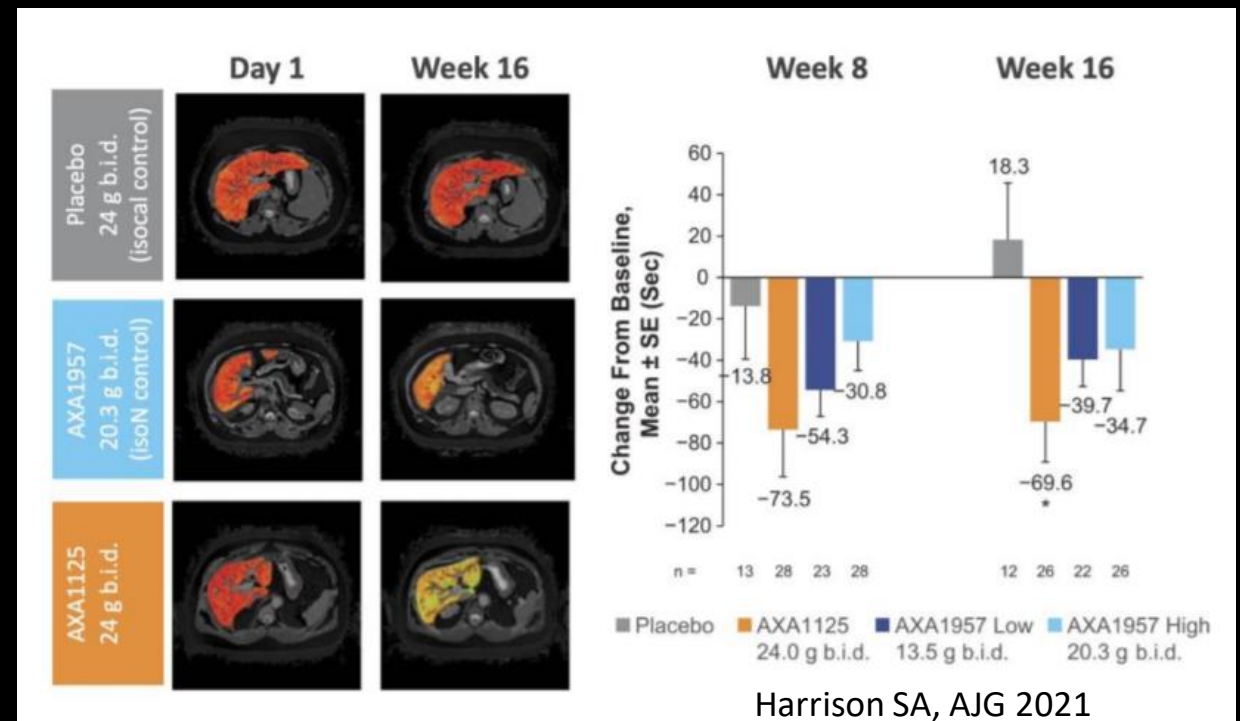 Day 1
Week 16
Placebo
24 g b.i.d.
(isocal control)
AXA1957
20.3 g b.i.d.
(isoN control)
AXA1125
24 g b.i.d.
Week 8
Week 16
Change From Baseline,
Mean ± SE (Sec)
60
40
20
0
−20
−40
−60
−80
−100
−120
−13.8
−73.5
−54.3
−30.8
18.3
−69.6
*
−39.7
−34.7
n = 13 28 23 28 12 26 22 26
Placebo AXA1125 AXA1957 Low AXA1957 High
24.0 g b.i.d. 13.5 g b.i.d. 20.3 g b.i.d.
Harrison SA, AJG 2021